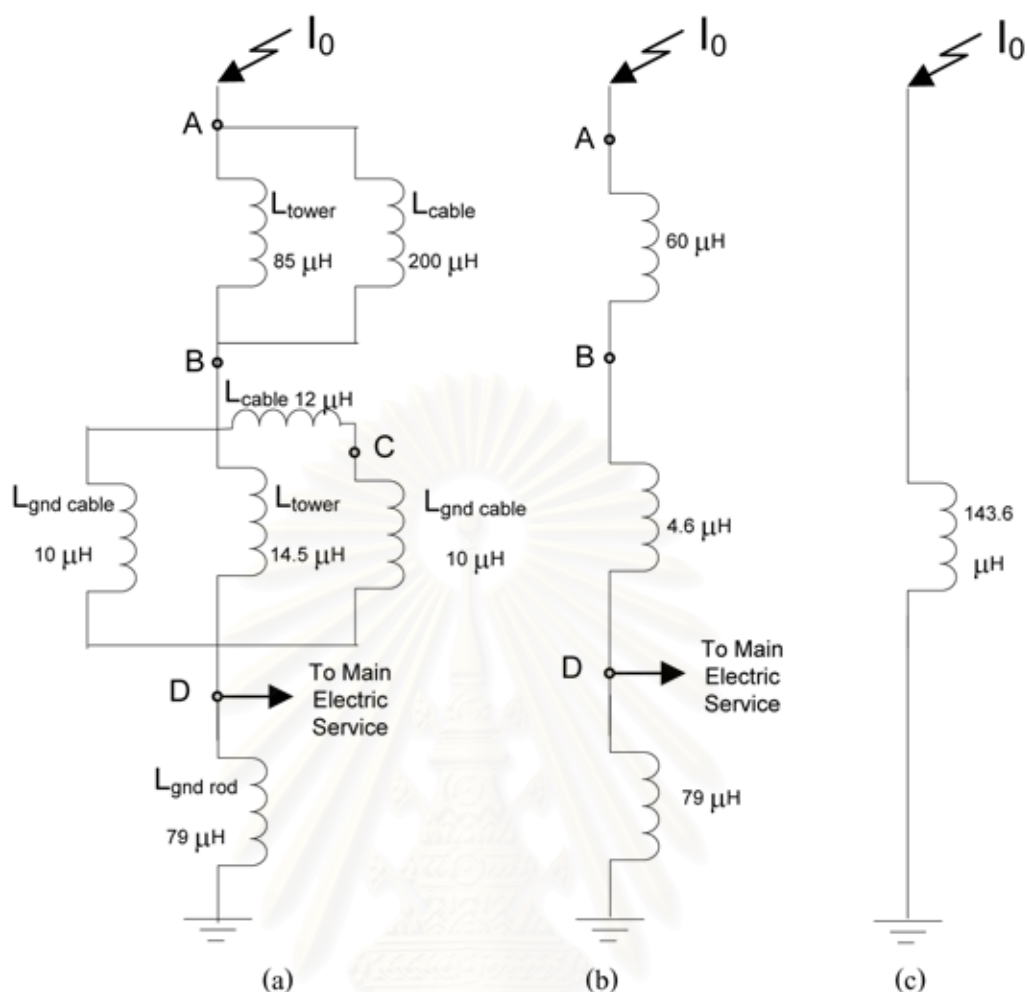 I0
A
Ltower
85 μH
Lcable
200 μH
B
Lcable 12 μH
C
Lgnd cable
10 μH
Ltower
14.5 μH
Lgnd cable
10 μH
D
To Main
Electric
Service
Lgnd rod
79 μH
(a)
I0
A
60 μH
B
4.6 μH
D
To Main
Electric
Service
79 μH
(b)
I0
143.6
μH
(c)